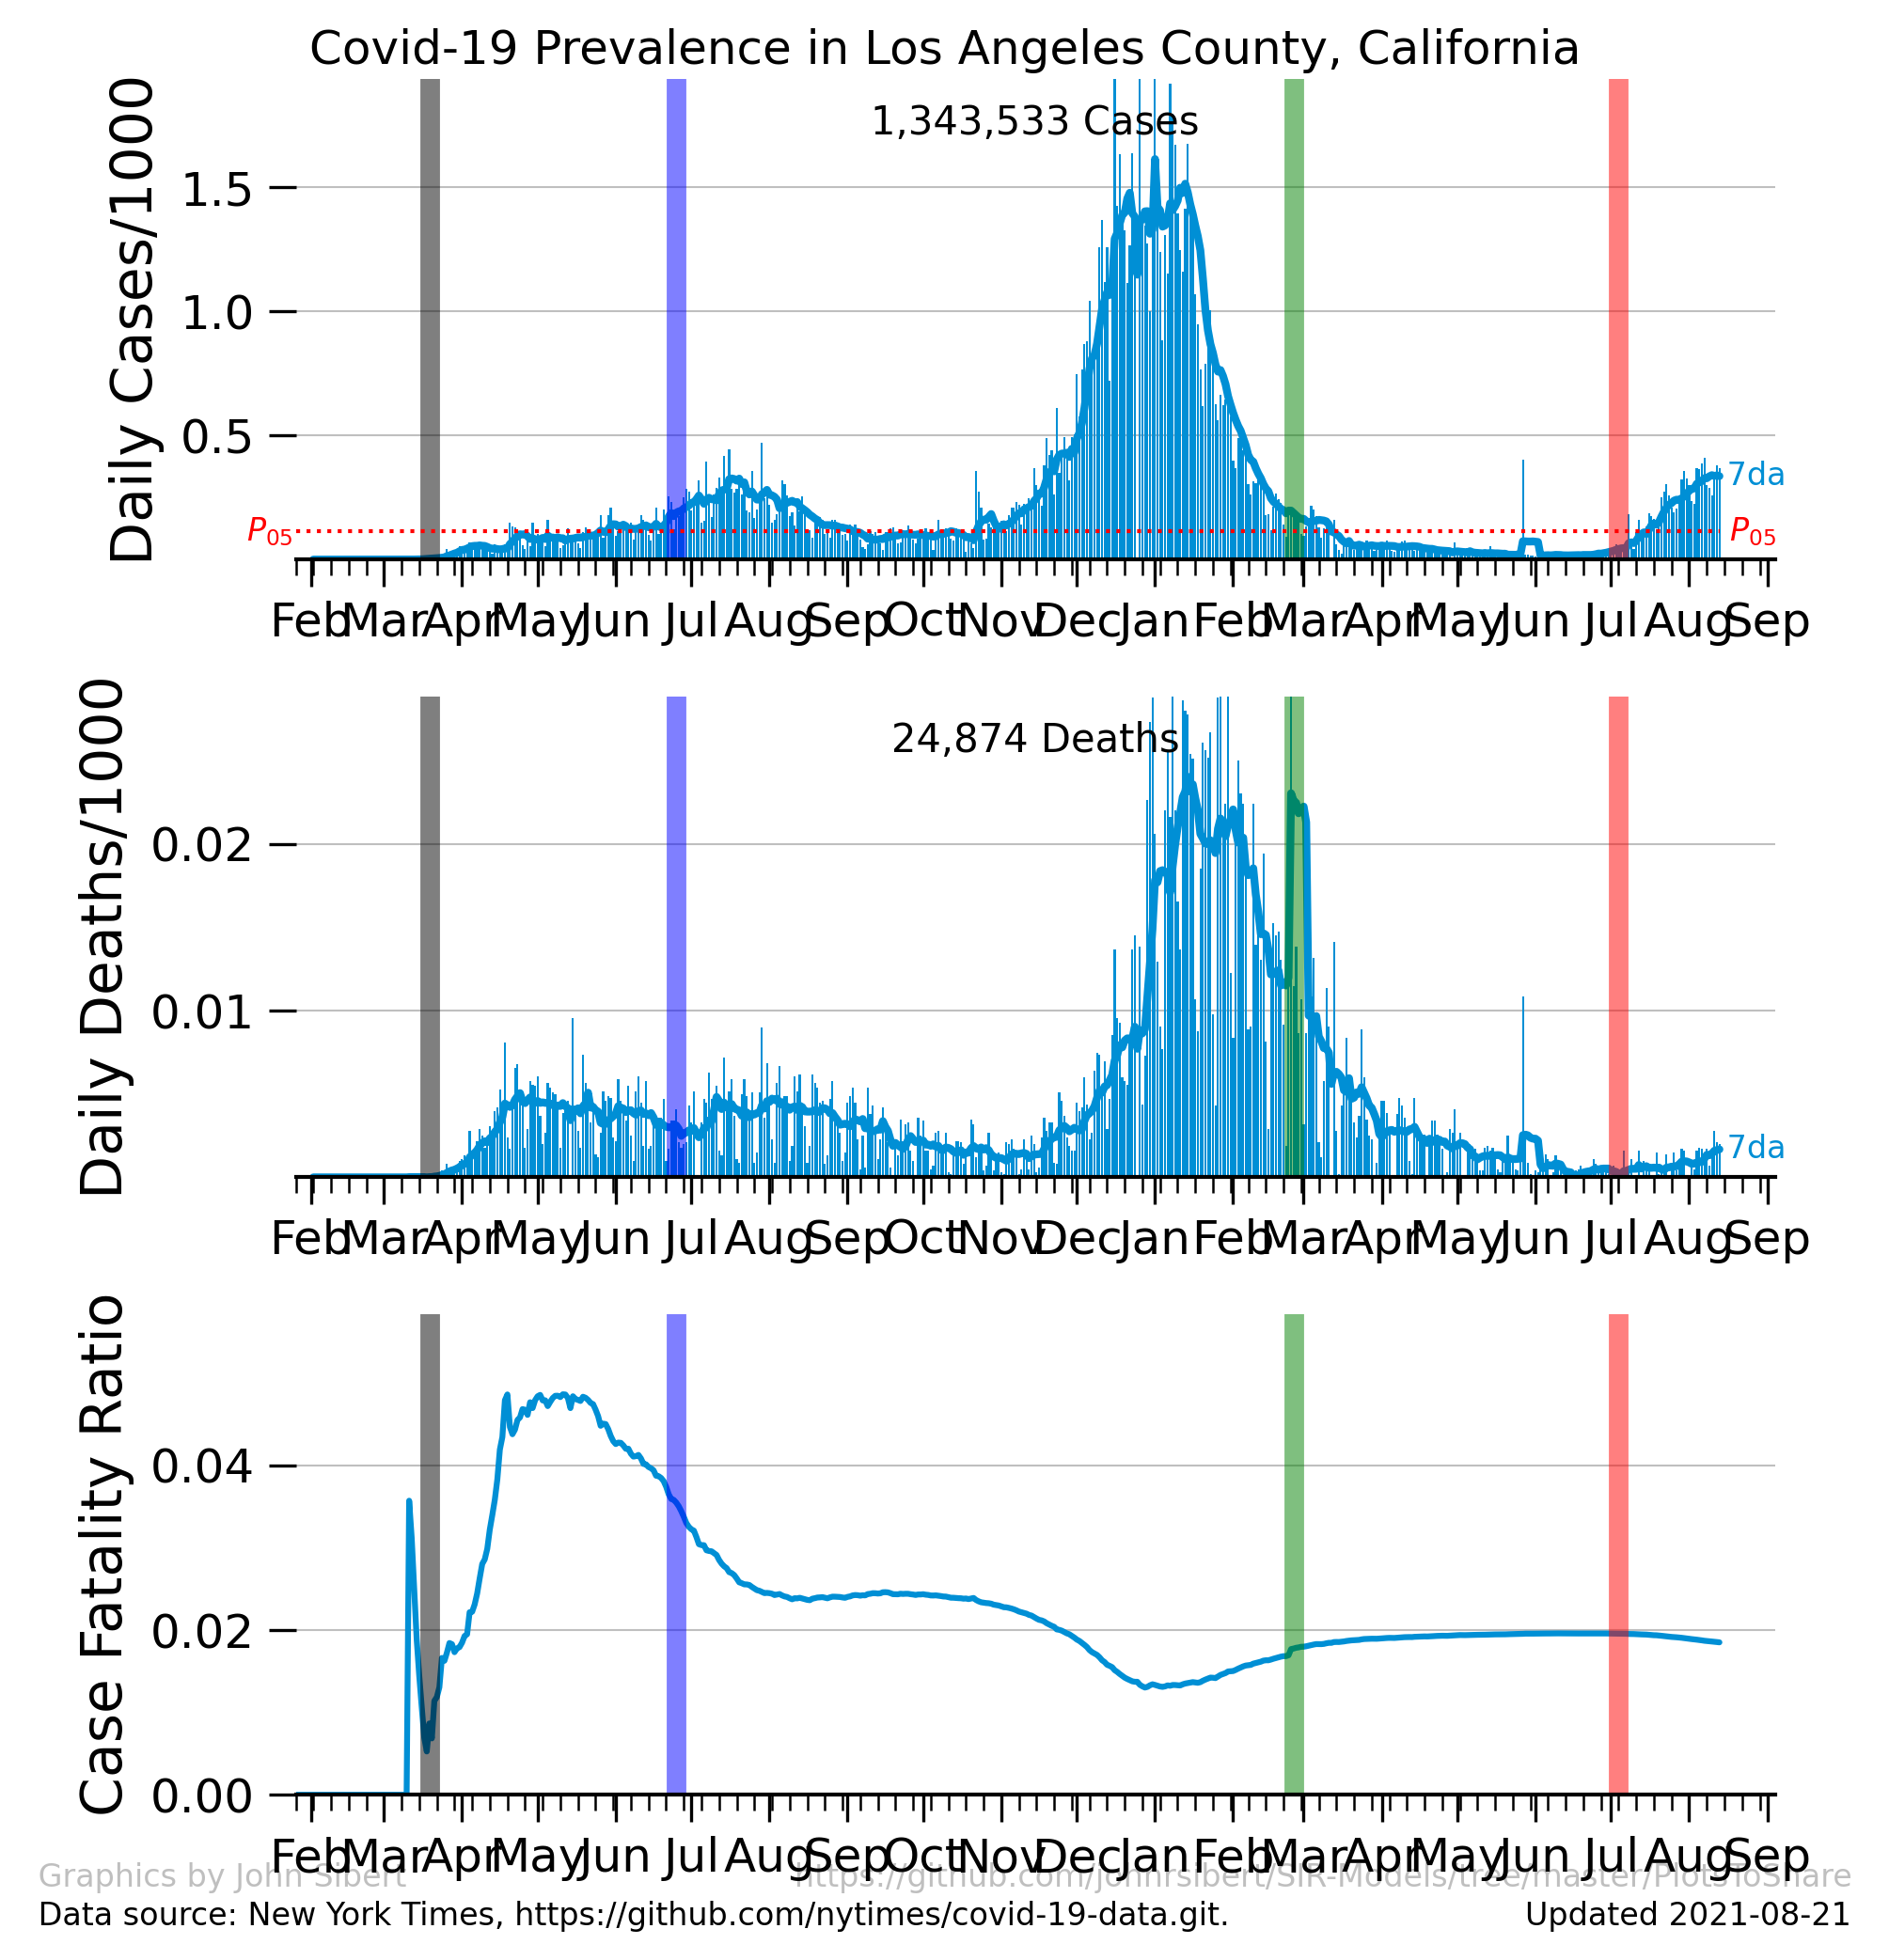 Covid-19 Prevalence in Los Angeles County, California
Daily Cases/1000
1,343,533 Cases
1.5
1.0
0.5
P05
7da
P05
Feb Mar Apr May Jun Jul Aug Sep Oct Nov Dec Jan Feb Mar Apr May Jun Jul Aug Sep
Daily Deaths/1000
24,874 Deaths
0.02
0.01
7da
Feb Mar Apr May Jun Jul Aug Sep Oct Nov Dec Jan Feb Mar Apr May Jun Jul Aug Sep
Case Fatality Ratio
0.04
0.02
0.00
Feb Mar Apr May Jun Jul Aug Sep Oct Nov Dec Jan Feb Mar Apr May Jun Jul Aug Sep
Graphics by John Sibert https://github.com/johnrsibert/SIR-Models/tree/master/PlotsToShare
Data source: New York Times, https://github.com/nytimes/covid-19-data.git. Updated 2021-08-21